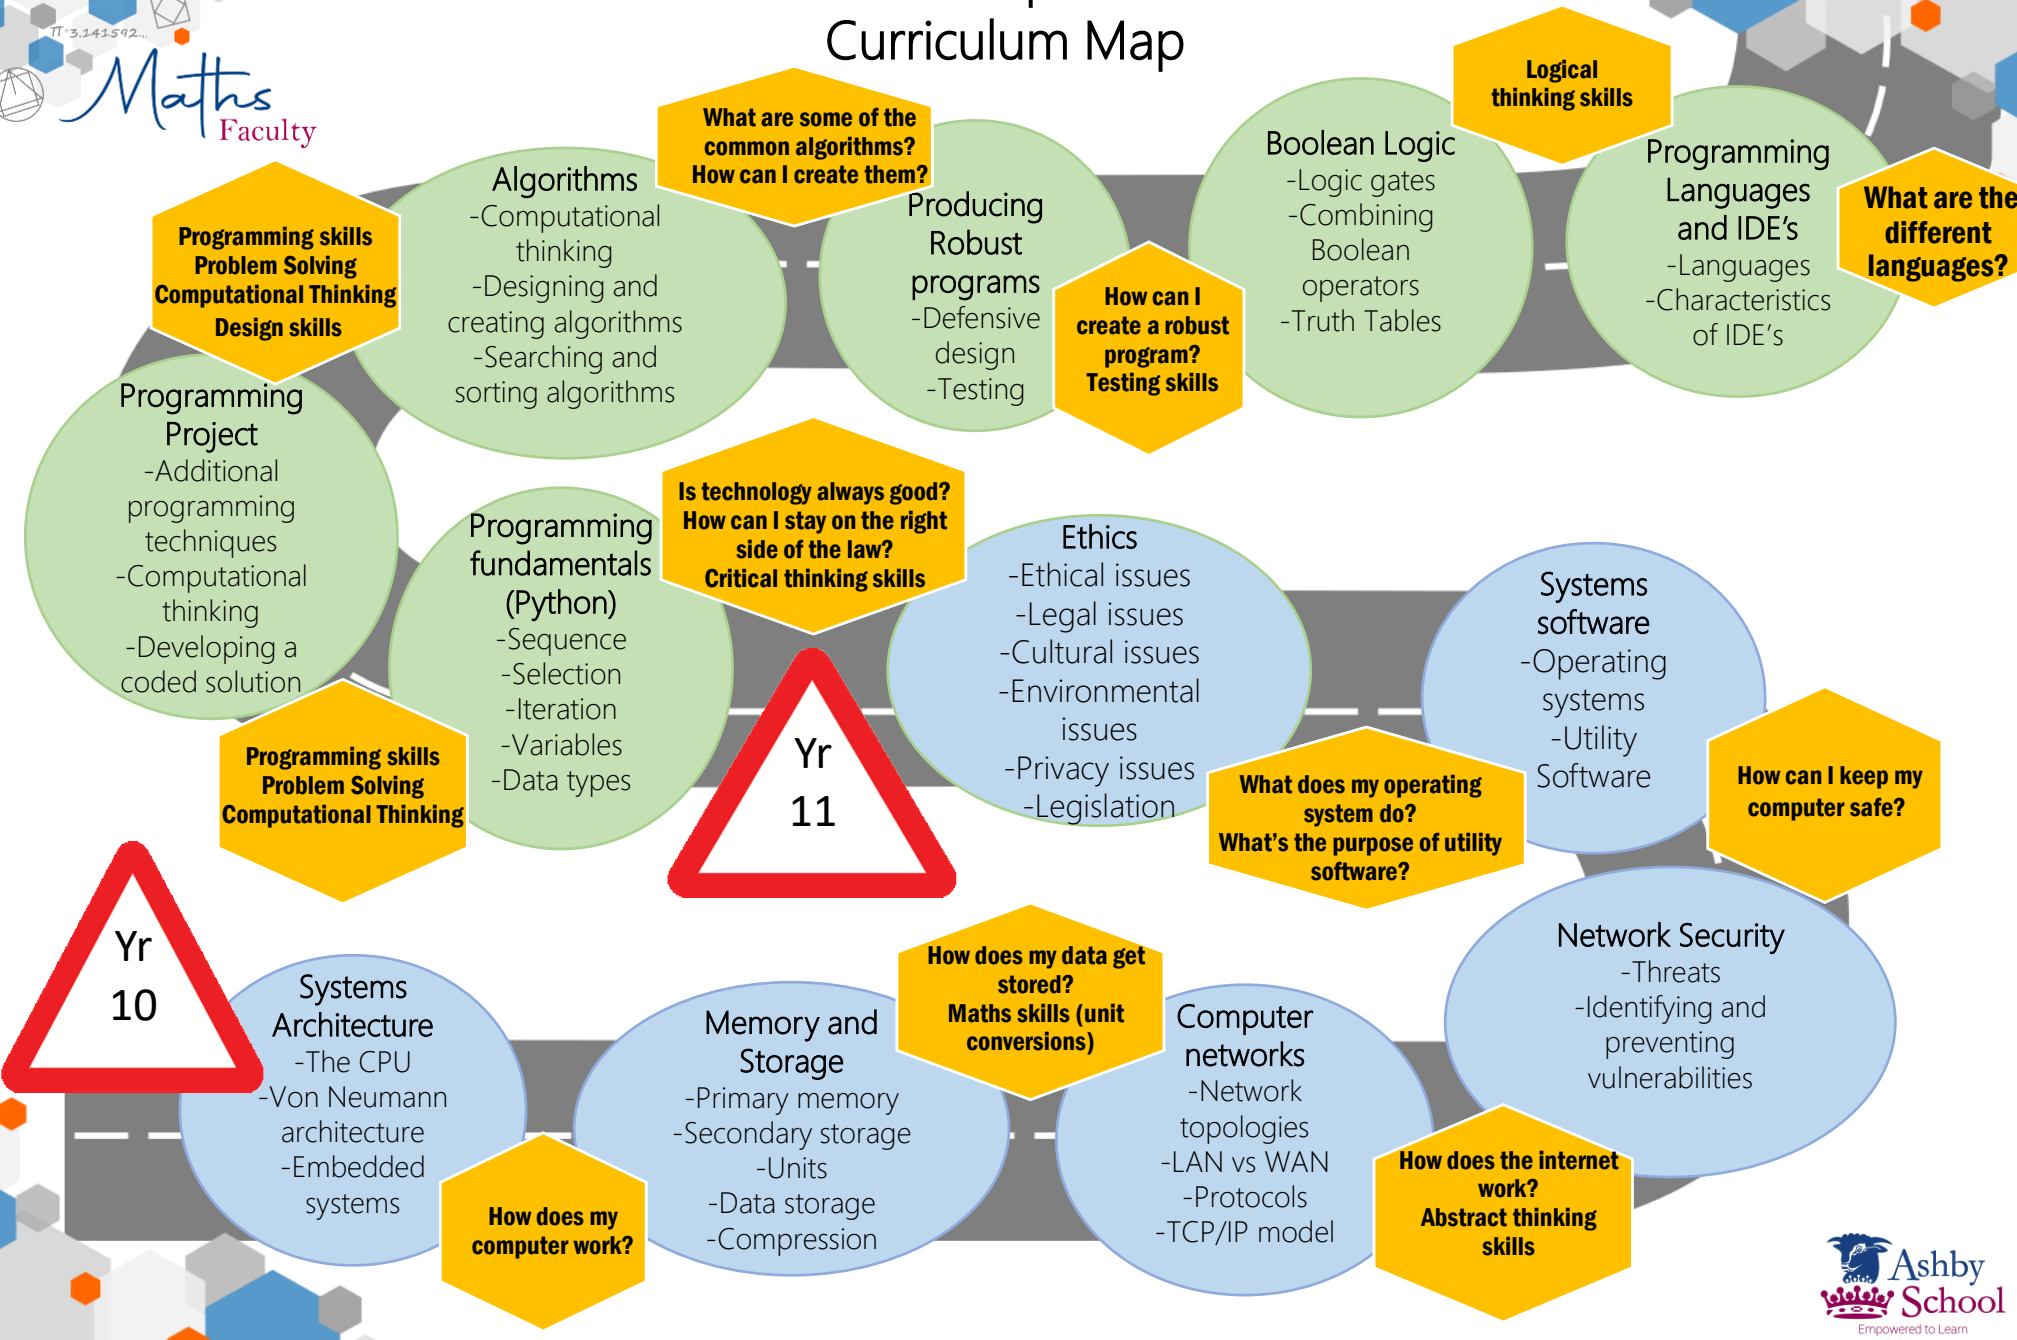 π=3.141592...
Maths
Faculty
Curriculum Map
Logical
thinking skills
What are some of the
common algorithms?
How can I create them?
Boolean Logic
-Logic gates
-Combining
Boolean
operators
-Truth Tables
Programming
Languages
and IDE's
-Languages
-Characteristics
of IDE's
What are the
different
languages?
Algorithms
-Computational
thinking
-Designing and
creating algorithms
-Searching and
sorting algorithms
Producing
Robust
programs
-Defensive
design
-Testing
How can I
create a robust
program?
Testing skills
Programming skills
Problem Solving
Computational Thinking
Design skills
Programming
Project
-Additional
programming
techniques
-Computational
thinking
-Developing a
coded solution
Programming
fundamentals
(Python)
-Sequence
-Selection
-Iteration
-Variables
-Data types
Is technology always good?
How can I stay on the right
side of the law?
Critical thinking skills
Ethics
-Ethical issues
-Legal issues
-Cultural issues
-Environmental
issues
-Privacy issues
-Legislation
Systems
software
-Operating
systems
-Utility
Software
Programming skills
Problem Solving
Computational Thinking
Yr
11
What does my operating
system do?
What's the purpose of utility
software?
How can I keep my
computer safe?
Yr
10
Systems
Architecture
-The CPU
-Von Neumann
architecture
-Embedded
systems
How does my
computer work?
Memory and
Storage
-Primary memory
-Secondary storage
-Units
-Data storage
-Compression
How does my data get
stored?
Maths skills (unit
conversions)
Computer
networks
-Network
topologies
-LAN vs WAN
-Protocols
-TCP/IP model
How does the internet
work?
Abstract thinking
skills
Network Security
-Threats
-Identifying and
preventing
vulnerabilities
Ashby
School
Empowered to Learn